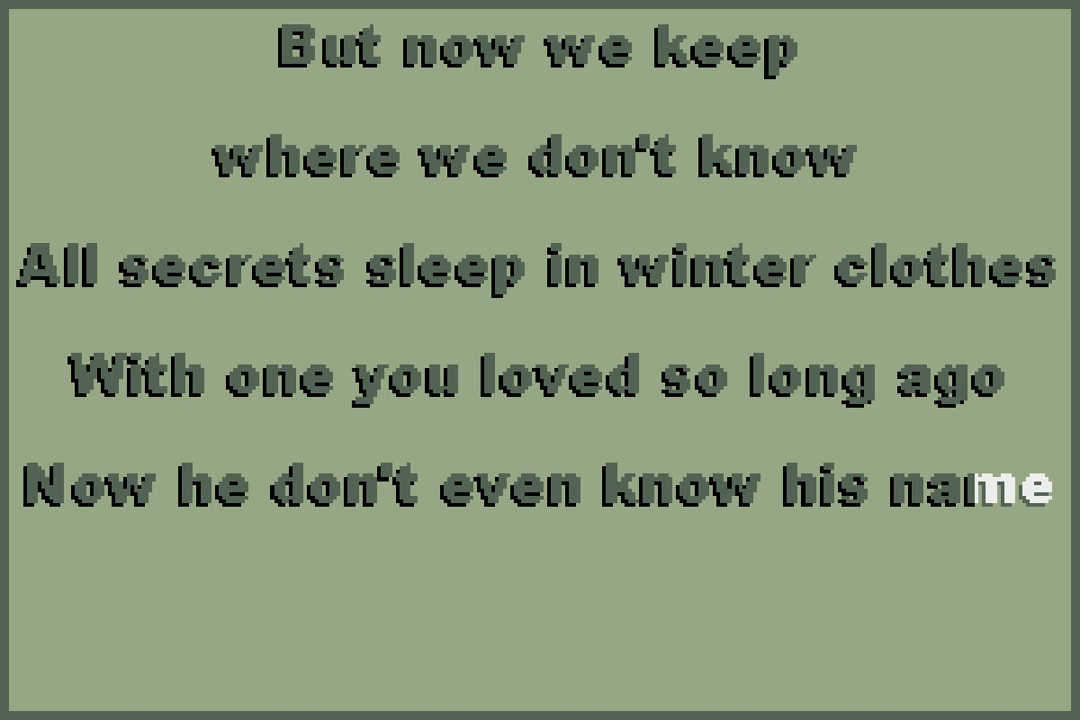 But now we keep
where we don't know
All secrets sleep in winter clothes
With one you loved so long ago
Now he don't even know his name